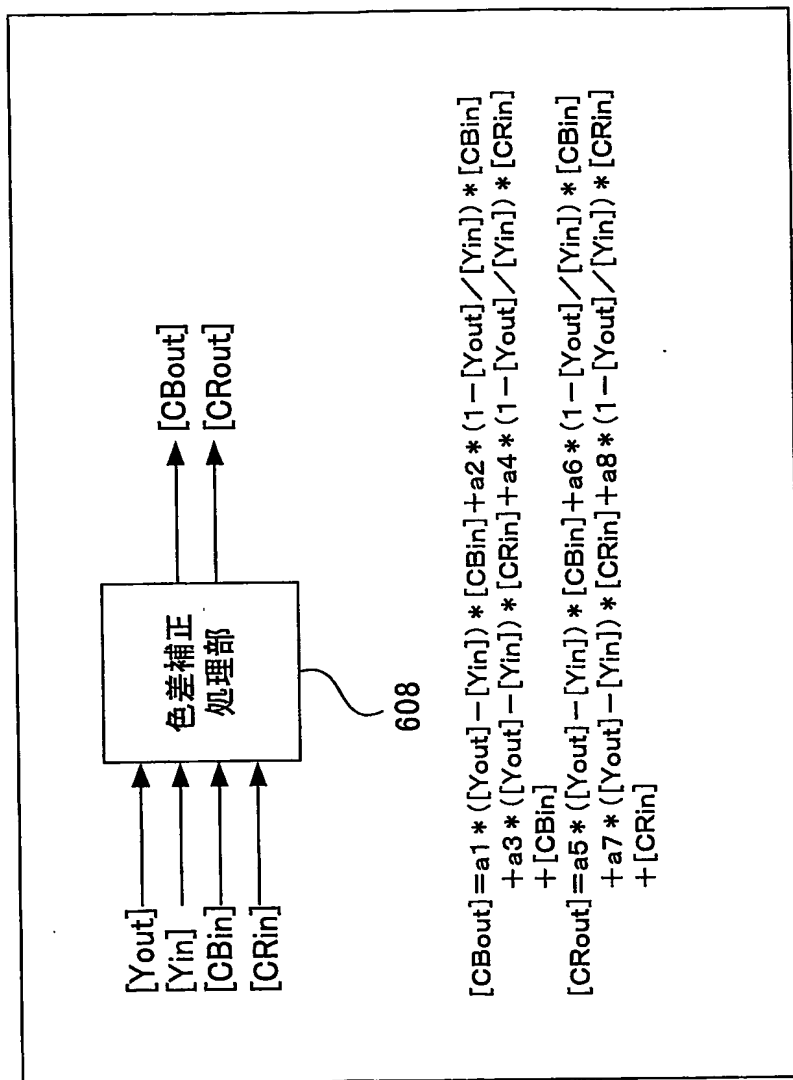 [Yout]
[Yin]
[CBin]
[CRin]
色差補正
処理部
608
[CBout]
[CRout]
[CBout]=a1*([Yout]−[Yin])*[CBin]+a2*(1−[Yout]/[Yin])*[CBin]
+a3*([Yout]−[Yin])*[CRin]+a4*(1−[Yout]/[Yin])*[CRin]
+[CBin]
[CRout]=a5*([Yout]−[Yin])*[CBin]+a6*(1−[Yout]/[Yin])*[CBin]
+a7*([Yout]−[Yin])*[CRin]+a8*(1−[Yout]/[Yin])*[CRin]
+[CRin]